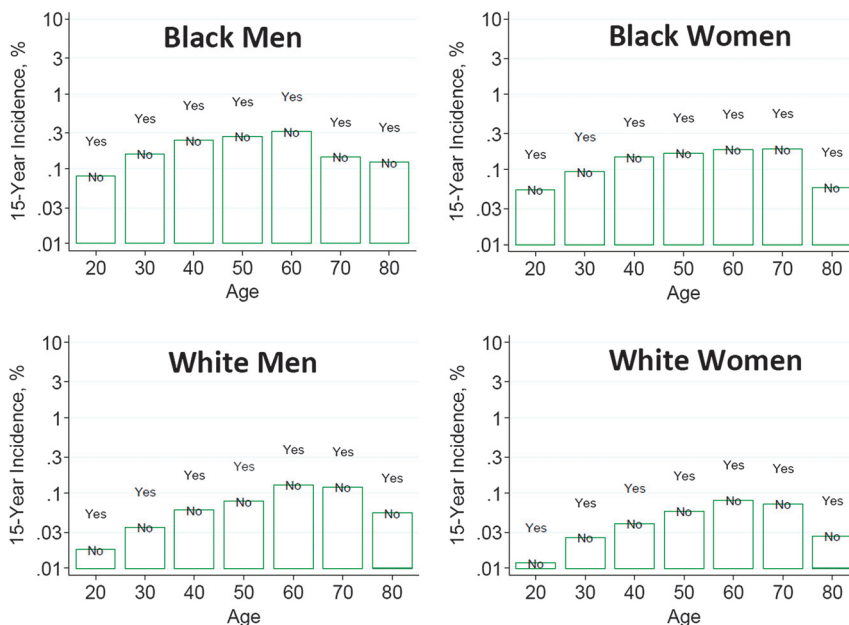 Black Men
15-Year Incidence, %
10
3
1
.3
.1
.03
.01
Yes Yes Yes Yes Yes Yes Yes
No No No No No No No
20 30 40 50 60 70 80
Age
Black Women
15-Year Incidence, %
10
3
1
.3
.1
.03
.01
Yes Yes Yes Yes Yes Yes Yes
No No No No No No No
20 30 40 50 60 70 80
Age
White Men
15-Year Incidence, %
10
3
1
.3
.1
.03
.01
Yes Yes Yes Yes Yes Yes Yes
No No No No No No No
20 30 40 50 60 70 80
Age
White Women
15-Year Incidence, %
10
3
1
.3
.1
.03
.01
Yes Yes Yes Yes Yes Yes Yes
No No No No No No No
20 30 40 50 60 70 80
Age